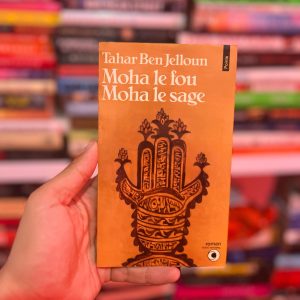 Tahar Ben Jelloun
Moha le fou
Moha le sage
Points
roman